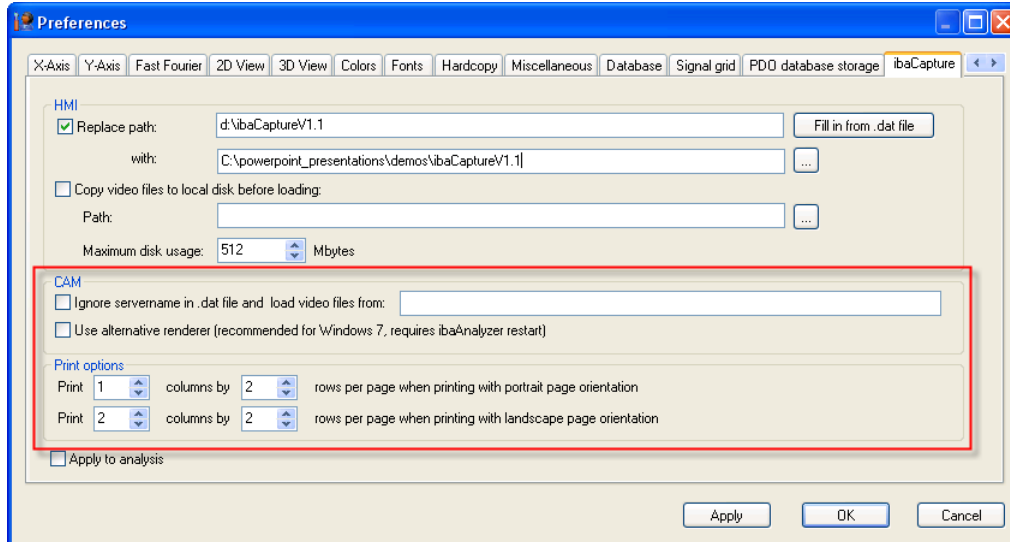 Preferences
X-Axis Y-Axis Fast Fourier 2D View 3D View Colors Fonts Hardcopy Miscellaneous Database Signal grid PDO database storage ibaCapture
HMI
Replace path: d:\ibaCaptureV1.1 Fill in from .dat file
with: C:\powerpoint_presentations\demos\ibaCaptureV1.1 ...
Copy video files to local disk before loading:
Path: ...
Maximum disk usage: 512 Mbytes
CAM
Ignore servername in .dat file and load video files from:
Use alternative renderer (recommended for Windows 7, requires ibaAnalyzer restart)
Print options
Print 1 columns by 2 rows per page when printing with portrait page orientation
Print 2 columns by 2 rows per page when printing with landscape page orientation
Apply to analysis
Apply OK Cancel